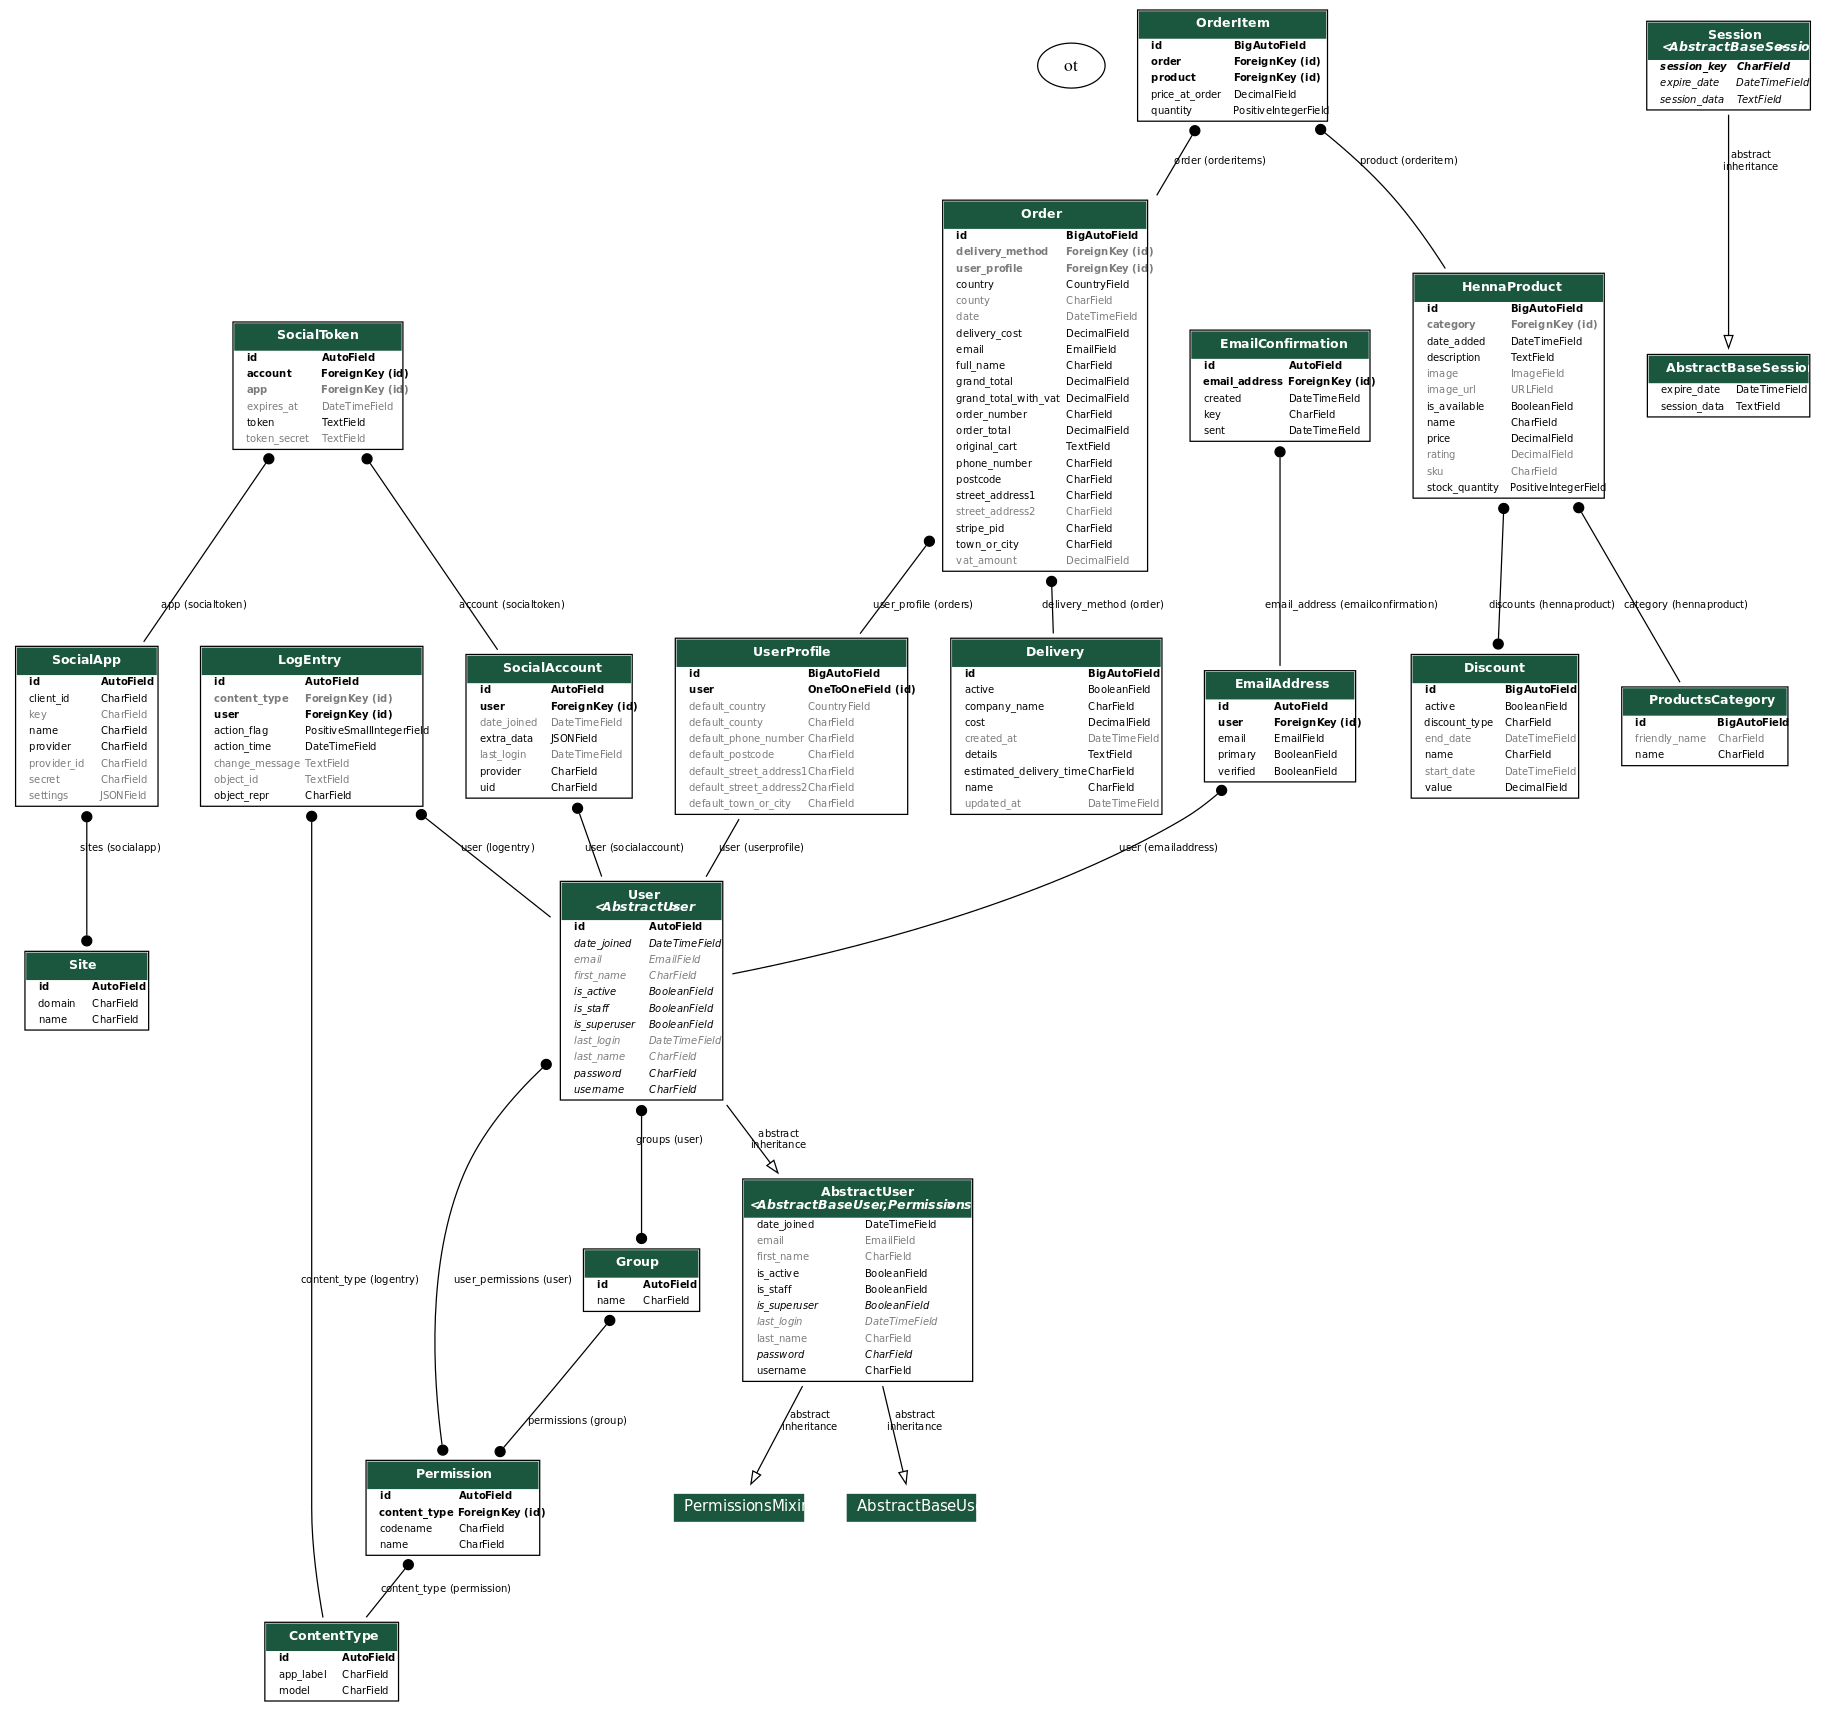 OrderItem
id BigAutoField
order ForeignKey (id)
product ForeignKey (id)
price_at_order DecimalField
quantity PositiveIntegerField
ot
Session
<AbstractBaseSessio
session_key CharField
expire_date DateTimeField
session_data TextField
order (orderitems)
product (orderitem)
abstract
inheritance
Order
id BigAutoField
delivery_method ForeignKey (id)
user_profile ForeignKey (id)
country CountryField
county CharField
date DateTimeField
delivery_cost DecimalField
email EmailField
full_name CharField
grand_total DecimalField
grand_total_with_vat DecimalField
order_number CharField
order_total DecimalField
original_cart TextField
phone_number CharField
postcode CharField
street_address1 CharField
street_address2 CharField
stripe_pid CharField
town_or_city CharField
vat_amount DecimalField
HennaProduct
id BigAutoField
category ForeignKey (id)
date_added DateTimeField
description TextField
image ImageField
image_url URLField
is_available BooleanField
name CharField
price DecimalField
rating DecimalField
sku CharField
stock_quantity PositiveIntegerField
SocialToken
id AutoField
account ForeignKey (id)
app ForeignKey (id)
expires_at DateTimeField
token TextField
token_secret TextField
EmailConfirmation
id AutoField
email_address ForeignKey (id)
created DateTimeField
key CharField
sent DateTimeField
AbstractBaseSession
expire_date DateTimeField
session_data TextField
app (socialtoken)
account (socialtoken)
user_profile (orders)
delivery_method (order)
email_address (emailconfirmation)
discounts (hennaproduct)
category (hennaproduct)
SocialApp
id AutoField
client_id CharField
key CharField
name CharField
provider CharField
provider_id CharField
secret CharField
settings JSONField
LogEntry
id AutoField
content_type ForeignKey (id)
user ForeignKey (id)
action_flag PositiveSmallIntegerField
action_time DateTimeField
change_message TextField
object_id TextField
object_repr CharField
SocialAccount
id AutoField
user ForeignKey (id)
date_joined DateTimeField
extra_data JSONField
last_login DateTimeField
provider CharField
uid CharField
UserProfile
id BigAutoField
user OneToOneField (id)
default_country CountryField
default_county CharField
default_phone_number CharField
default_postcode CharField
default_street_address1 CharField
default_street_address2 CharField
default_town_or_city CharField
Delivery
id BigAutoField
active BooleanField
company_name CharField
cost DecimalField
created_at DateTimeField
details TextField
estimated_delivery_time CharField
name CharField
updated_at DateTimeField
EmailAddress
id AutoField
user ForeignKey (id)
email EmailField
primary BooleanField
verified BooleanField
Discount
id BigAutoField
active BooleanField
discount_type CharField
end_date DateTimeField
name CharField
start_date DateTimeField
value DecimalField
ProductsCategory
id BigAutoField
friendly_name CharField
name CharField
sites (socialapp)
user (logentry)
user (socialaccount)
user (userprofile)
user (emailaddress)
Site
id AutoField
domain CharField
name CharField
User
<AbstractUser>
id AutoField
date_joined DateTimeField
email EmailField
first_name CharField
is_active BooleanField
is_staff BooleanField
is_superuser BooleanField
last_login DateTimeField
last_name CharField
password CharField
username CharField
groups (user)
abstract
inheritance
AbstractUser
<AbstractBaseUser,Permissions
date_joined DateTimeField
email EmailField
first_name CharField
is_active BooleanField
is_staff BooleanField
is_superuser BooleanField
last_login DateTimeField
last_name CharField
password CharField
username CharField
Group
id AutoField
name CharField
content_type (logentry)
user_permissions (user)
permissions (group)
abstract
inheritance
abstract
inheritance
Permission
id AutoField
content_type ForeignKey (id)
codename CharField
name CharField
PermissionsMixin
AbstractBaseUs
content_type (permission)
ContentType
id AutoField
app_label CharField
model CharField